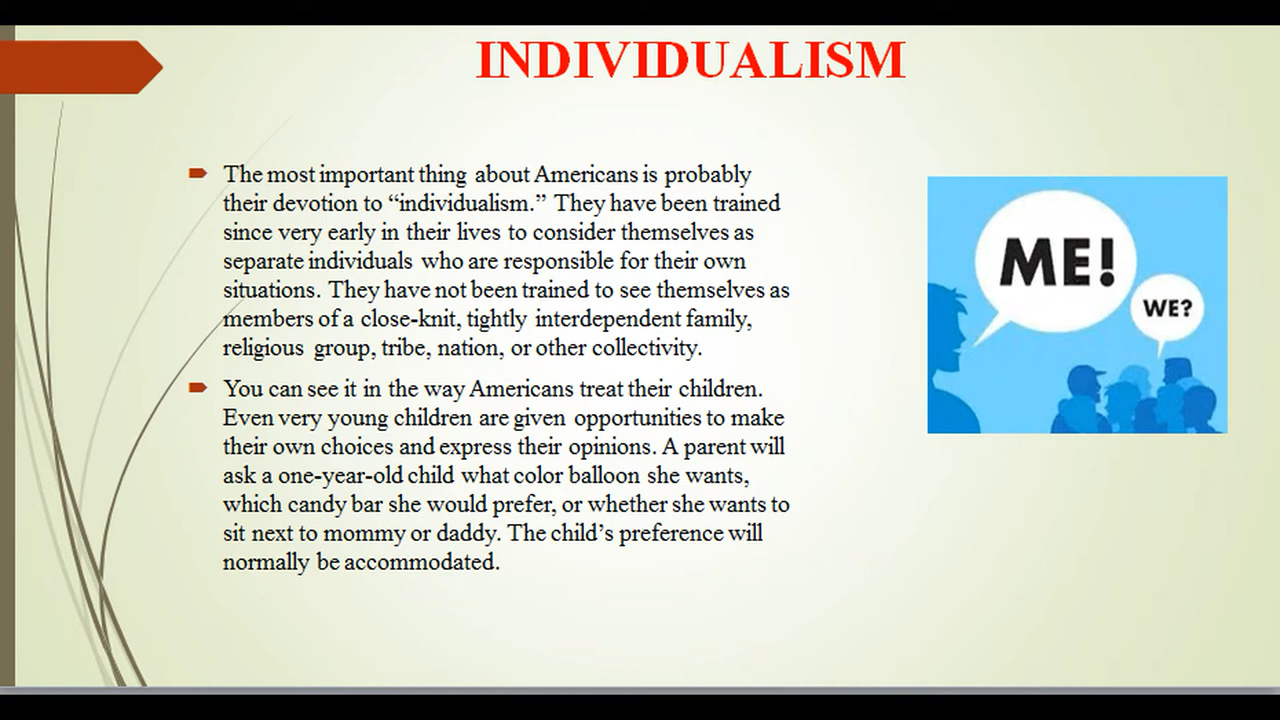 INDIVIDUALISM
The most important thing about Americans is probably
their devotion to “individualism.” They have been trained
since very early in their lives to consider themselves as
separate individuals who are responsible for their own
situations. They have not been trained to see themselves as
members of a close-knit, tightly interdependent family,
religious group, tribe, nation, or other collectivity.
You can see it in the way Americans treat their children.
Even very young children are given opportunities to make
their own choices and express their opinions. A parent will
ask a one-year-old child what color balloon she wants,
which candy bar she would prefer, or whether she wants to
sit next to mommy or daddy. The child’s preference will
normally be accommodated.
ME!
WE?